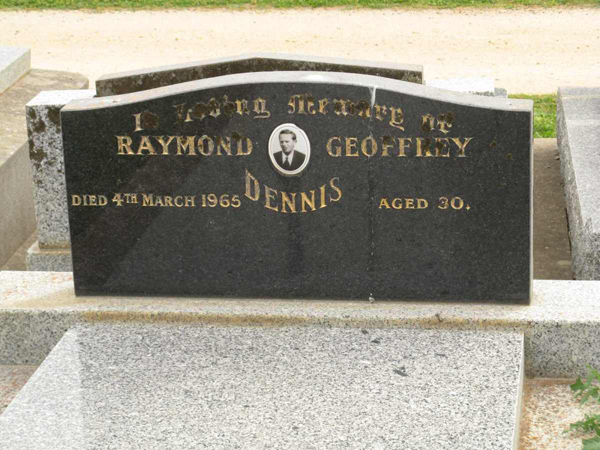 In Loving Memory of
RAYMOND GEOFFREY
DENNIS
DIED 4TH MARCH 1965 AGED 30.